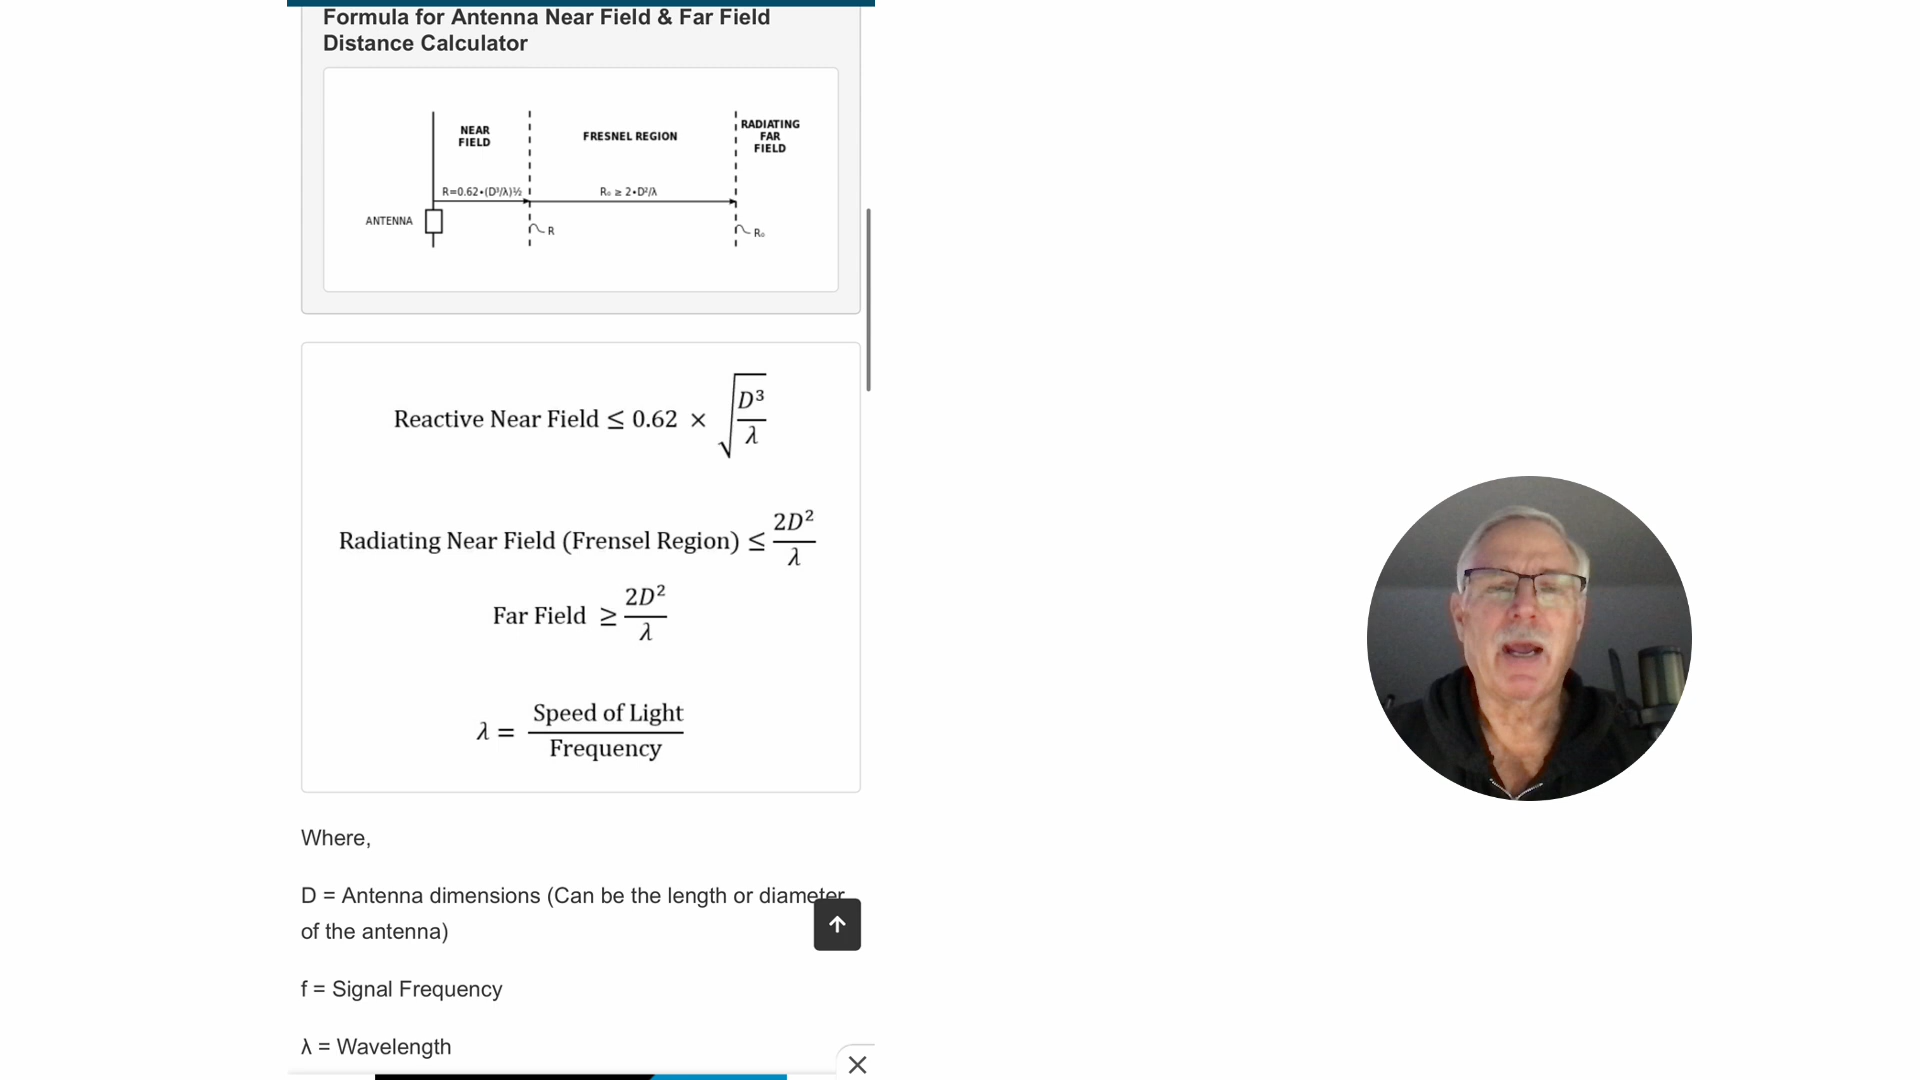 Formula for Antenna Near Field & Far Field
Distance Calculator
NEAR
FIELD
FRESNEL REGION
RADIATING
FAR
FIELD
R=0.62•(D³/λ)½
R₀ ≥ 2•D²/λ
ANTENNA
R
R₀
Reactive Near Field ≤ 0.62 × √(D³/λ)
Radiating Near Field (Frensel Region) ≤ 2D²/λ
Far Field ≥ 2D²/λ
λ = Speed of Light/Frequency
Where,
D = Antenna dimensions (Can be the length or diameter
of the antenna)
f = Signal Frequency
λ = Wavelength